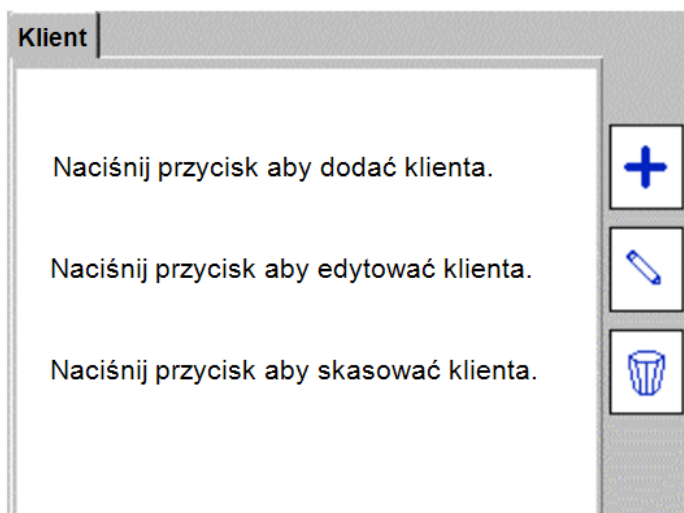 Klient
Naciśnij przycisk aby dodać klienta.
Naciśnij przycisk aby edytować klienta.
Naciśnij przycisk aby skasować klienta.